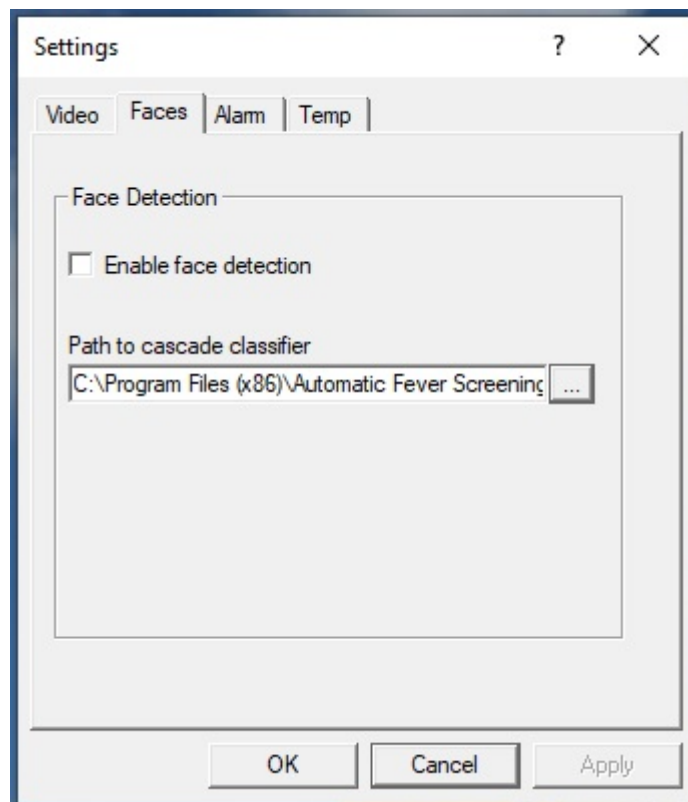 Settings ? X
Video Faces Alarm Temp
Face Detection
Enable face detection
Path to cascade classifier
C:\Program Files (x86)\Automatic Fever Screening ...
OK Cancel Apply